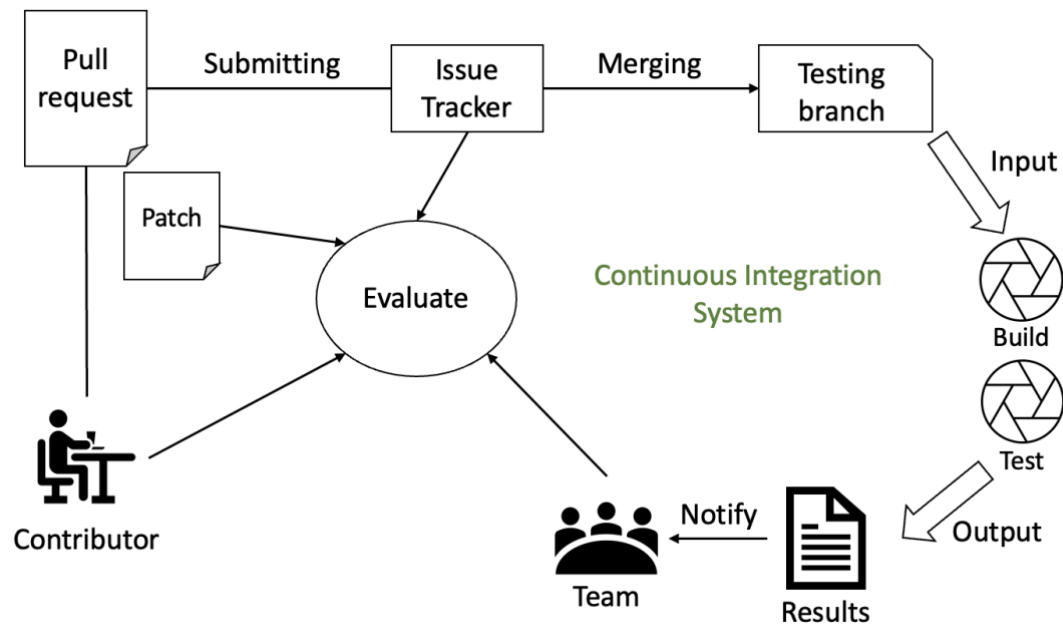 Pull
request
Submitting
Issue
Tracker
Merging
Testing
branch
Input
Patch
Evaluate
Continuous Integration
System
Build
Test
Contributor
Team
Notify
Results
Output